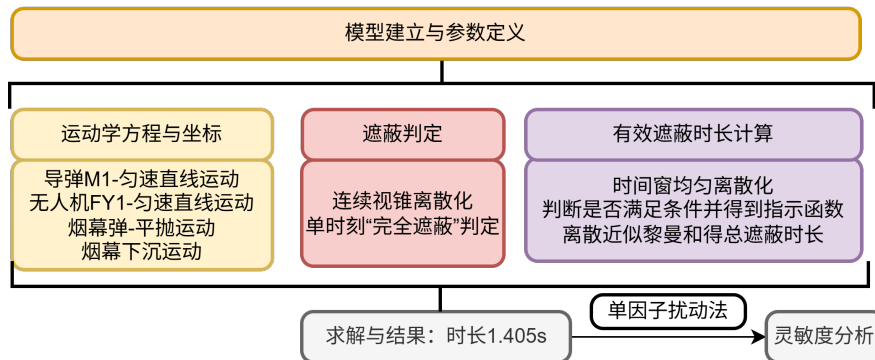 模型建立与参数定义
运动学方程与坐标
导弹M1-匀速直线运动
无人机FY1-匀速直线运动
烟幕弹-平抛运动
烟幕下沉运动
遮蔽判定
连续视锥离散化
单时刻“完全遮蔽”判定
有效遮蔽时长计算
时间窗均匀离散化
判断是否满足条件并得到指示函数
离散近似黎曼和得总遮蔽时长
求解与结果：时长1.405s
单因子扰动法
灵敏度分析